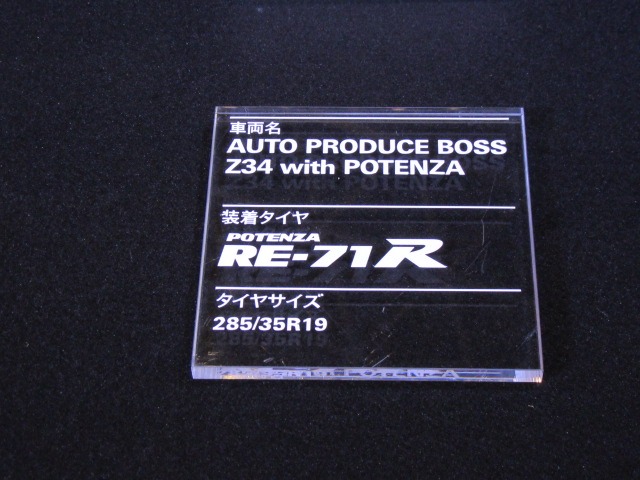 車両名
AUTO PRODUCE BOSS
Z34 with POTENZA
装着タイヤ
POTENZA
RE-71R
タイヤサイズ
285/35R19